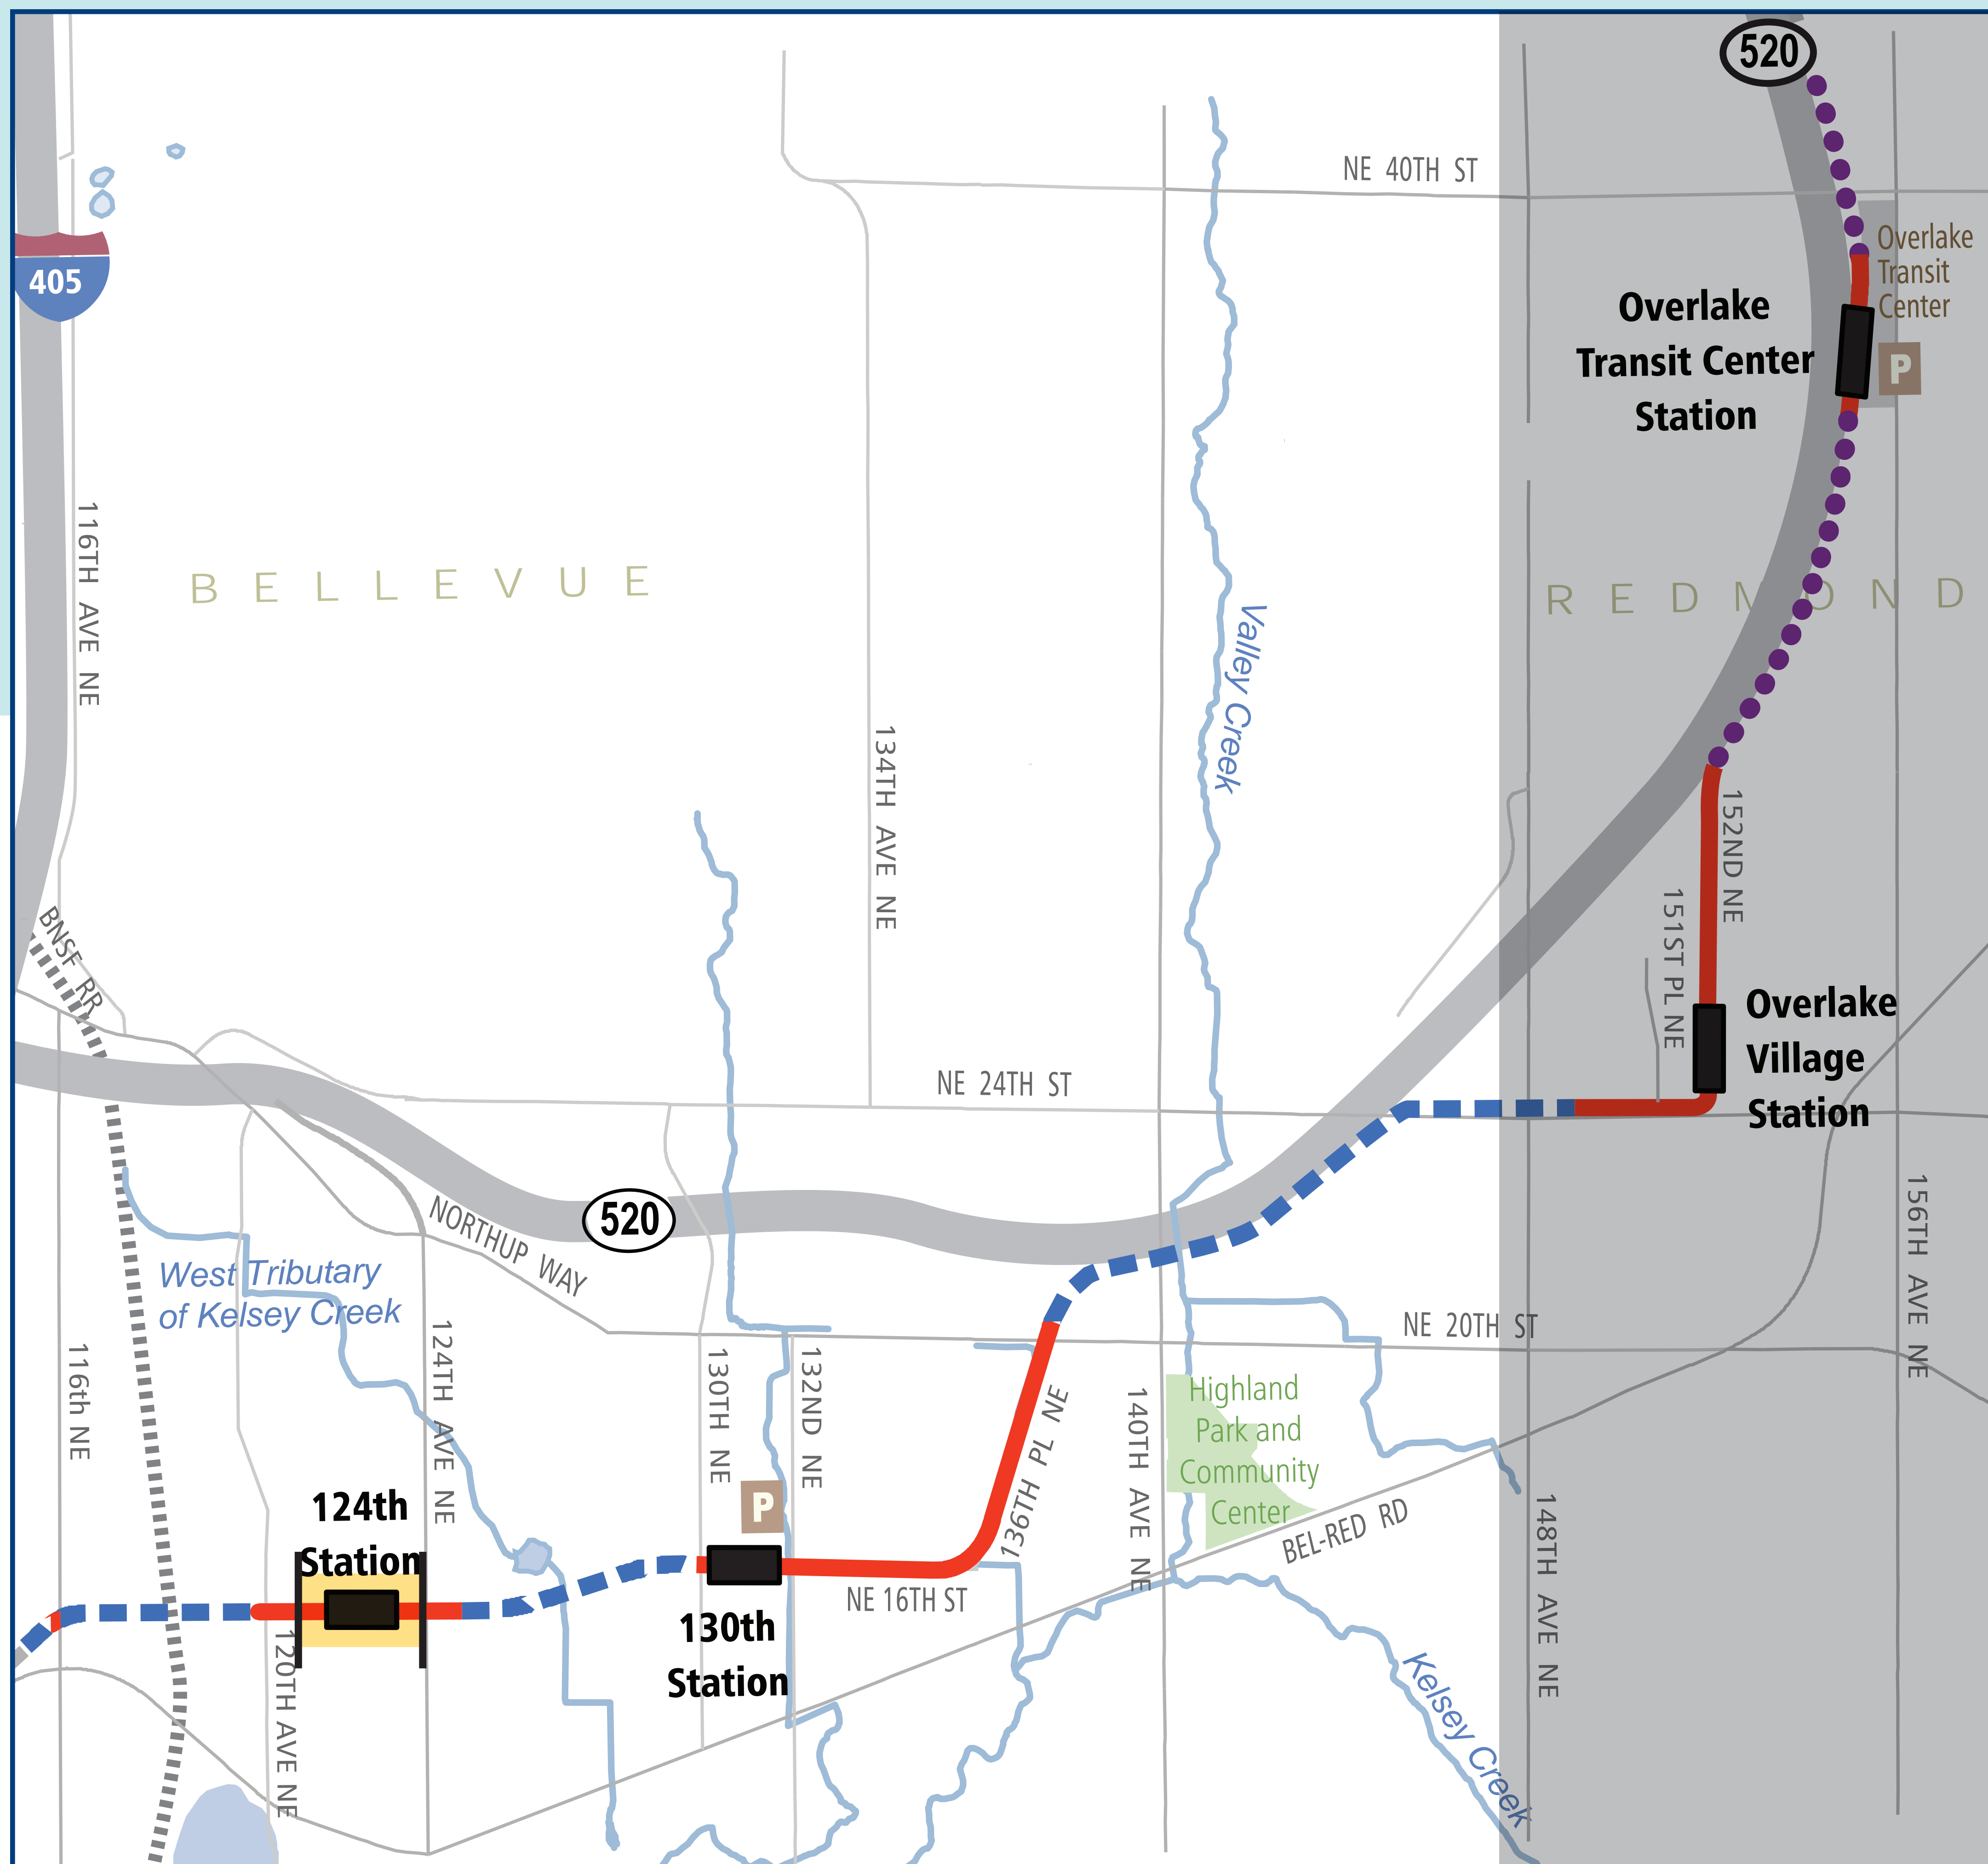 520
NE 40TH ST
Overlake
Transit
Center
405
Overlake
Transit Center
Station
P
116TH AVE NE
BELLEVUE
REDMOND
Valley Creek
134TH AVE NE
152ND NE
151ST PL NE
BNSF RR
Overlake
Village
Station
NE 24TH ST
520
NORTHUP WAY
156TH AVE NE
West Tributary
of Kelsey Creek
NE 20TH ST
116th NE
124TH AVE NE
130TH NE
132ND NE
136TH PL NE
140TH AVE NE
Highland
Park and
Community
Center
P
124th
Station
BEL-RED RD
148TH AVE NE
NE 16TH ST
130th
Station
120TH AVE NE
Kelsey Creek